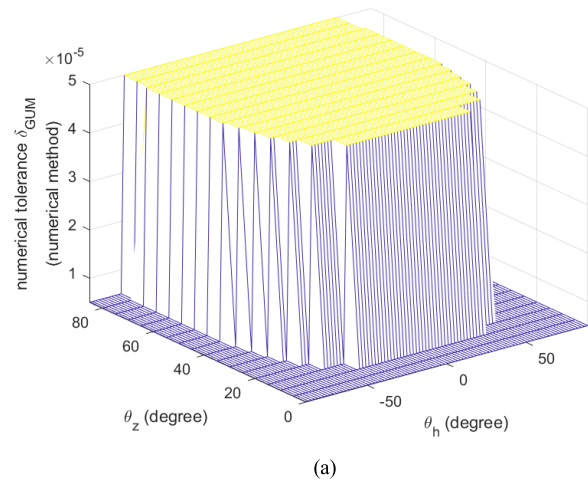 ×10⁻⁵
5
4
3
2
1
numerical tolerance δ_GUM
(numerical method)
80
60
40
20
0
θ_z (degree)
-50
0
50
θ_h (degree)
(a)